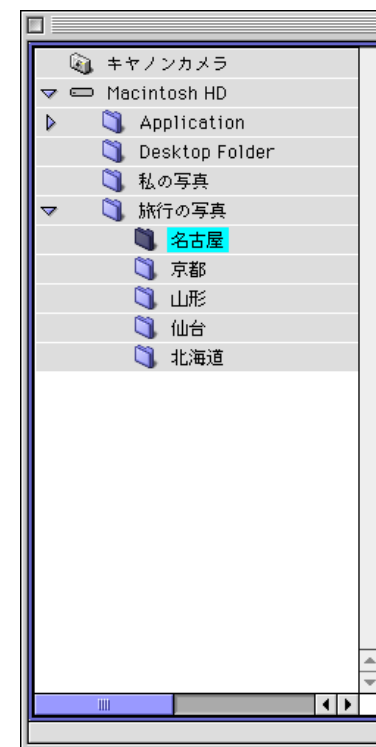 キヤノンカメラ
Macintosh HD
Application
Desktop Folder
私の写真
旅行の写真
名古屋
京都
山形
仙台
北海道